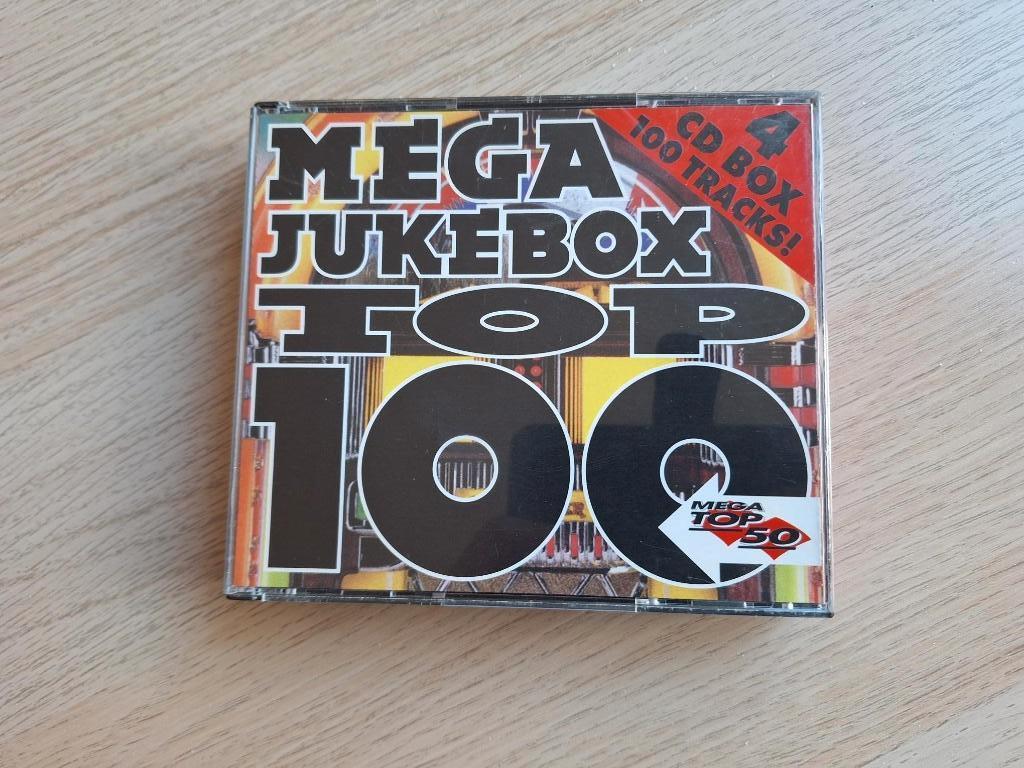 MEGA
JUKEBOX
TOP
100
4
CD BOX
100 TRACKS!
MEGA
TOP
50